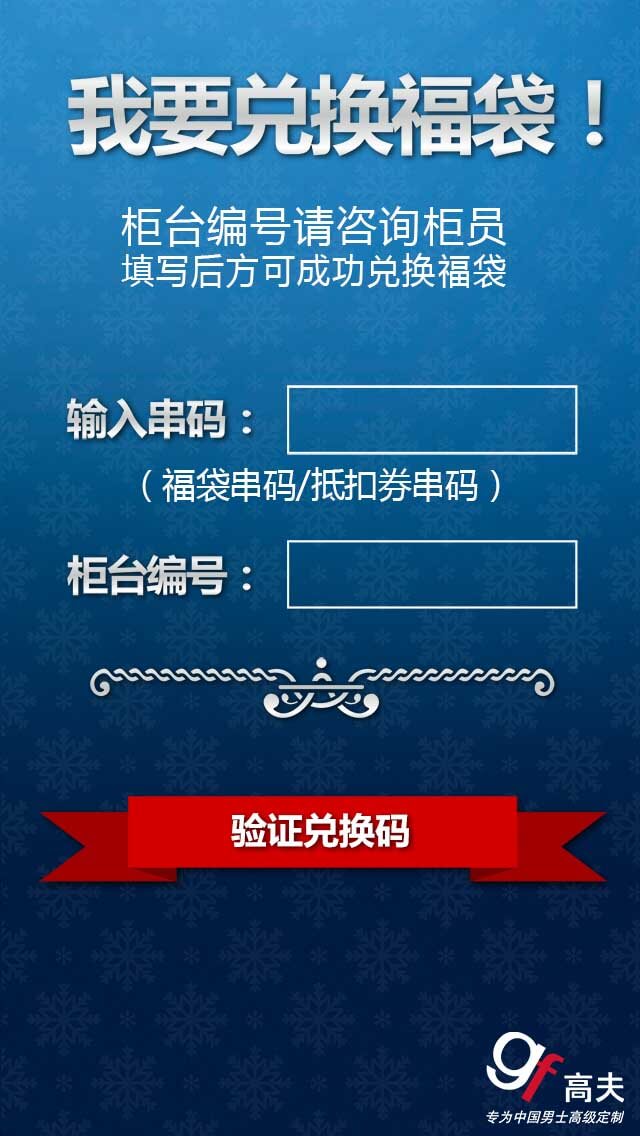 我要兑换福袋！
柜台编号请咨询柜员
填写后方可成功兑换福袋
输入串码：
（福袋串码/抵扣券串码）
柜台编号：
验证兑换码
gf 高夫
专为中国男士高级定制